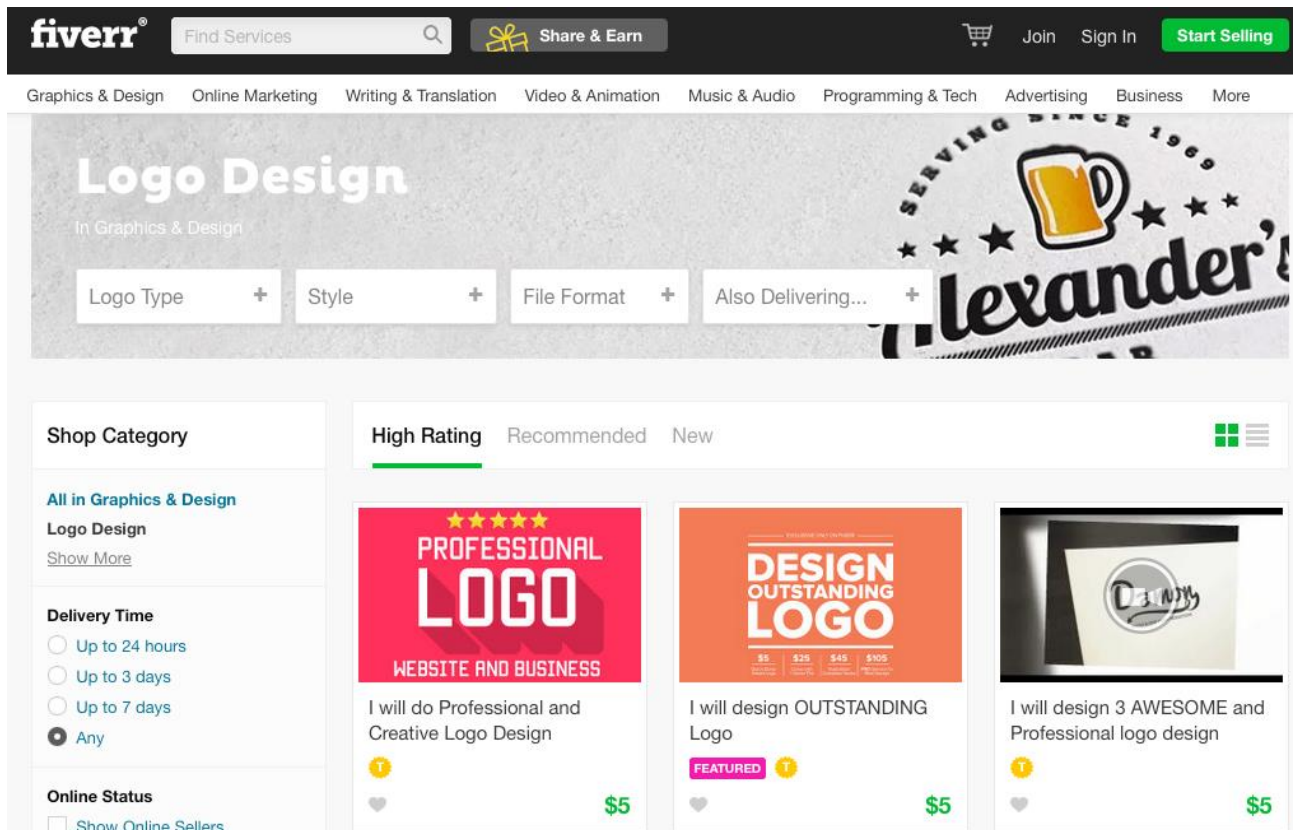 fiverr®
Find Services
Share & Earn
Join
Sign In
Start Selling
Graphics & Design
Online Marketing
Writing & Translation
Video & Animation
Music & Audio
Programming & Tech
Advertising
Business
More
Logo Design
In Graphics & Design
Logo Type +
Style +
File Format +
Also Delivering... +
SERVING SINCE 1969
Alexander's
BAR
Shop Category
All in Graphics & Design
Logo Design
Show More
Delivery Time
Up to 24 hours
Up to 3 days
Up to 7 days
Any
Online Status
Show Online Sellers
High Rating
Recommended
New
PROFESSIONAL
LOGO
WEBSITE AND BUSINESS
I will do Professional and
Creative Logo Design
T
$5
DESIGN
OUTSTANDING
LOGO
$5 $25 $45 $105
I will design OUTSTANDING
Logo
FEATURED
T
$5
I will design 3 AWESOME and
Professional logo design
T
$5